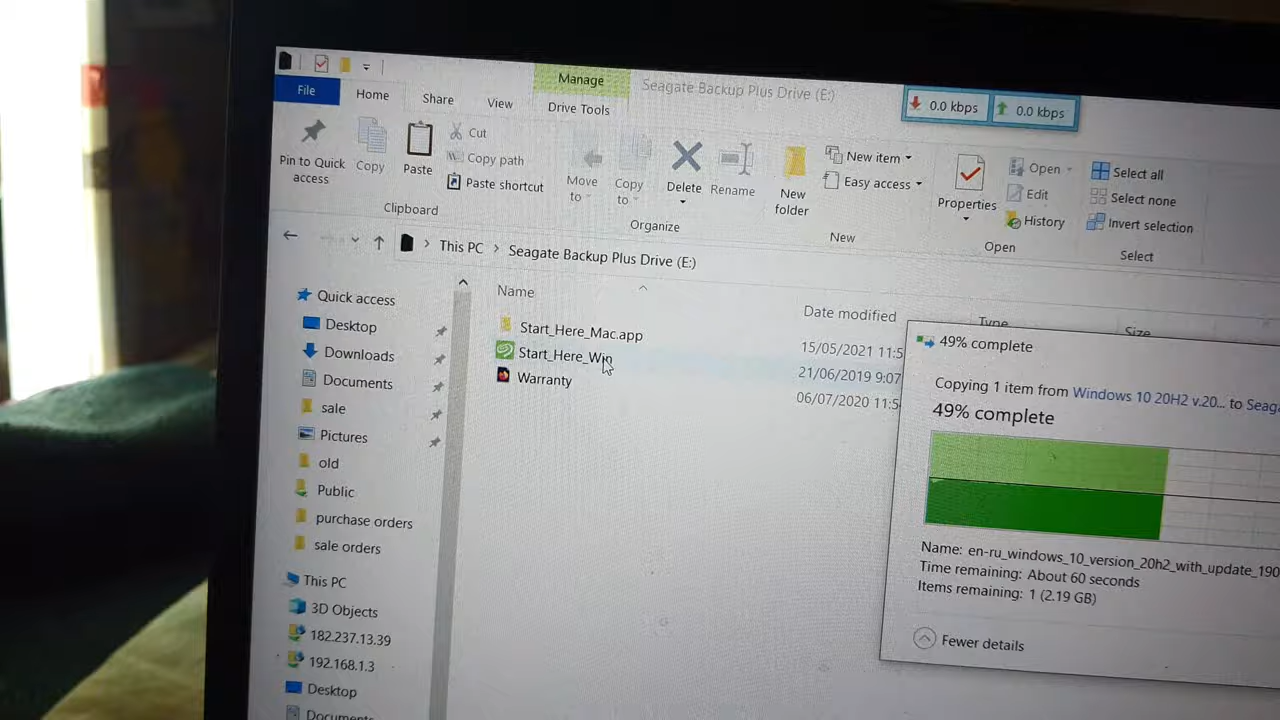 Manage
Seagate Backup Plus Drive (E:)
File
Home
Share
View
Drive Tools
0.0 kbps
0.0 kbps
Pin to Quick access
Copy
Paste
Cut
Copy path
Paste shortcut
Move to
Copy to
Delete
Rename
New folder
New item
Easy access
Properties
Open
Edit
History
Select all
Select none
Invert selection
Clipboard
Organize
New
Open
Select
This PC > Seagate Backup Plus Drive (E:)
Name
Date modified
Type
Size
Start_Here_Mac.app
15/05/2021 11:5
Start_Here_Win
21/06/2019 9:07
Warranty
06/07/2020 11:5
Quick access
Desktop
Downloads
Documents
sale
Pictures
old
Public
purchase orders
sale orders
This PC
3D Objects
182.237.13.39
192.168.1.3
Desktop
Documents
49% complete
Copying 1 item from Windows 10 20H2 v.20... to Seag
49% complete
Name: en-ru_windows_10_version_20h2_with_update_190
Time remaining: About 60 seconds
Items remaining: 1 (2.19 GB)
Fewer details